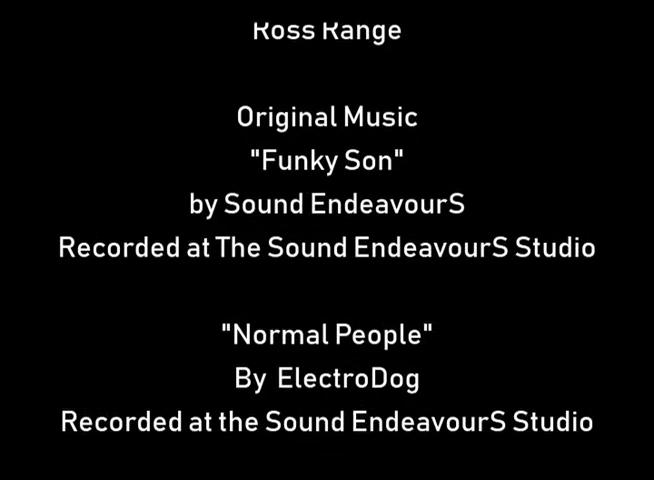 Ross Range
Original Music
"Funky Son"
by Sound EndeavourS
Recorded at The Sound EndeavourS Studio
"Normal People"
By ElectroDog
Recorded at the Sound EndeavourS Studio